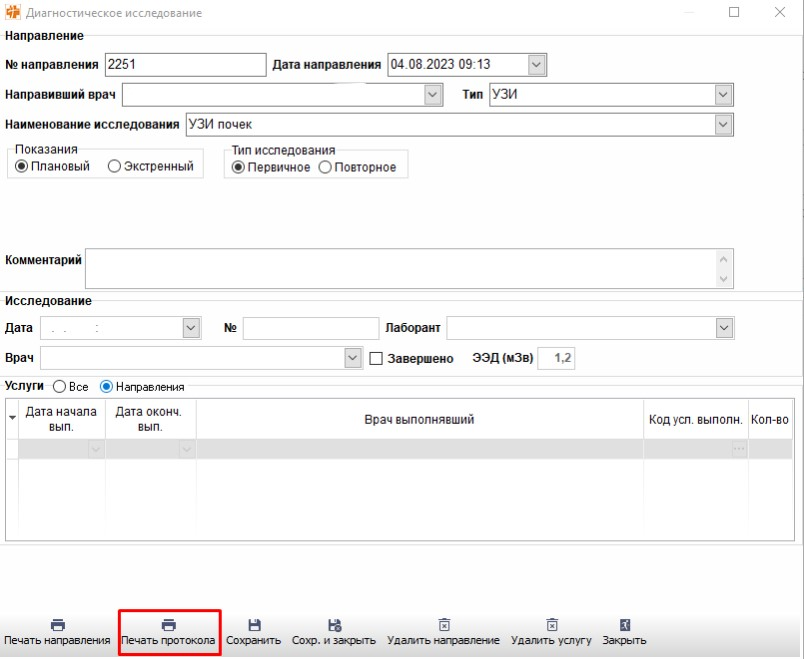 Диагностическое исследование
Направление
№ направления 2251 Дата направления 04.08.2023 09:13
Направивший врач Тип УЗИ
Наименование исследования УЗИ почек
Показания Тип исследования
Плановый Экстренный Первичное Повторное
Комментарий
Исследование
Дата . . : № Лаборант
Врач Завершено ЭЭД (мЗв) 1,2
Услуги Все Направления
Дата начала вып. Дата оконч. вып. Врач выполнявший Код усл. выполн. Кол-во
Печать направления Печать протокола Сохранить Сохр. и закрыть Удалить направление Удалить услугу Закрыть